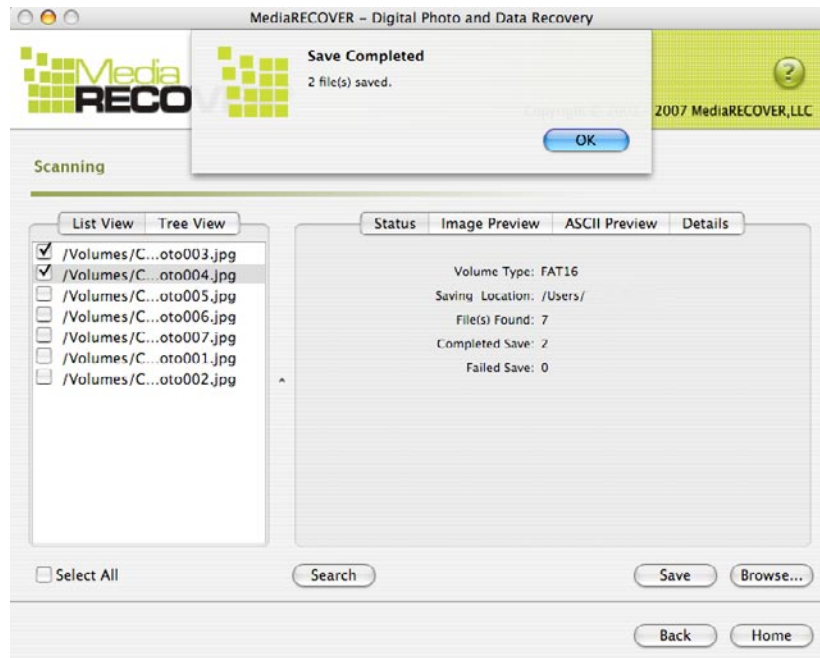 MediaRECOVER – Digital Photo and Data Recovery
Media
RECOV
Save Completed
2 file(s) saved.
OK
?
2007 MediaRECOVER,LLC
Scanning
List View Tree View
/Volumes/C...oto003.jpg
/Volumes/C...oto004.jpg
/Volumes/C...oto005.jpg
/Volumes/C...oto006.jpg
/Volumes/C...oto007.jpg
/Volumes/C...oto001.jpg
/Volumes/C...oto002.jpg
Status Image Preview ASCII Preview Details
Volume Type: FAT16
Saving Location: /Users/
File(s) Found: 7
Completed Save: 2
Failed Save: 0
Select All
Search
Save
Browse...
Back
Home